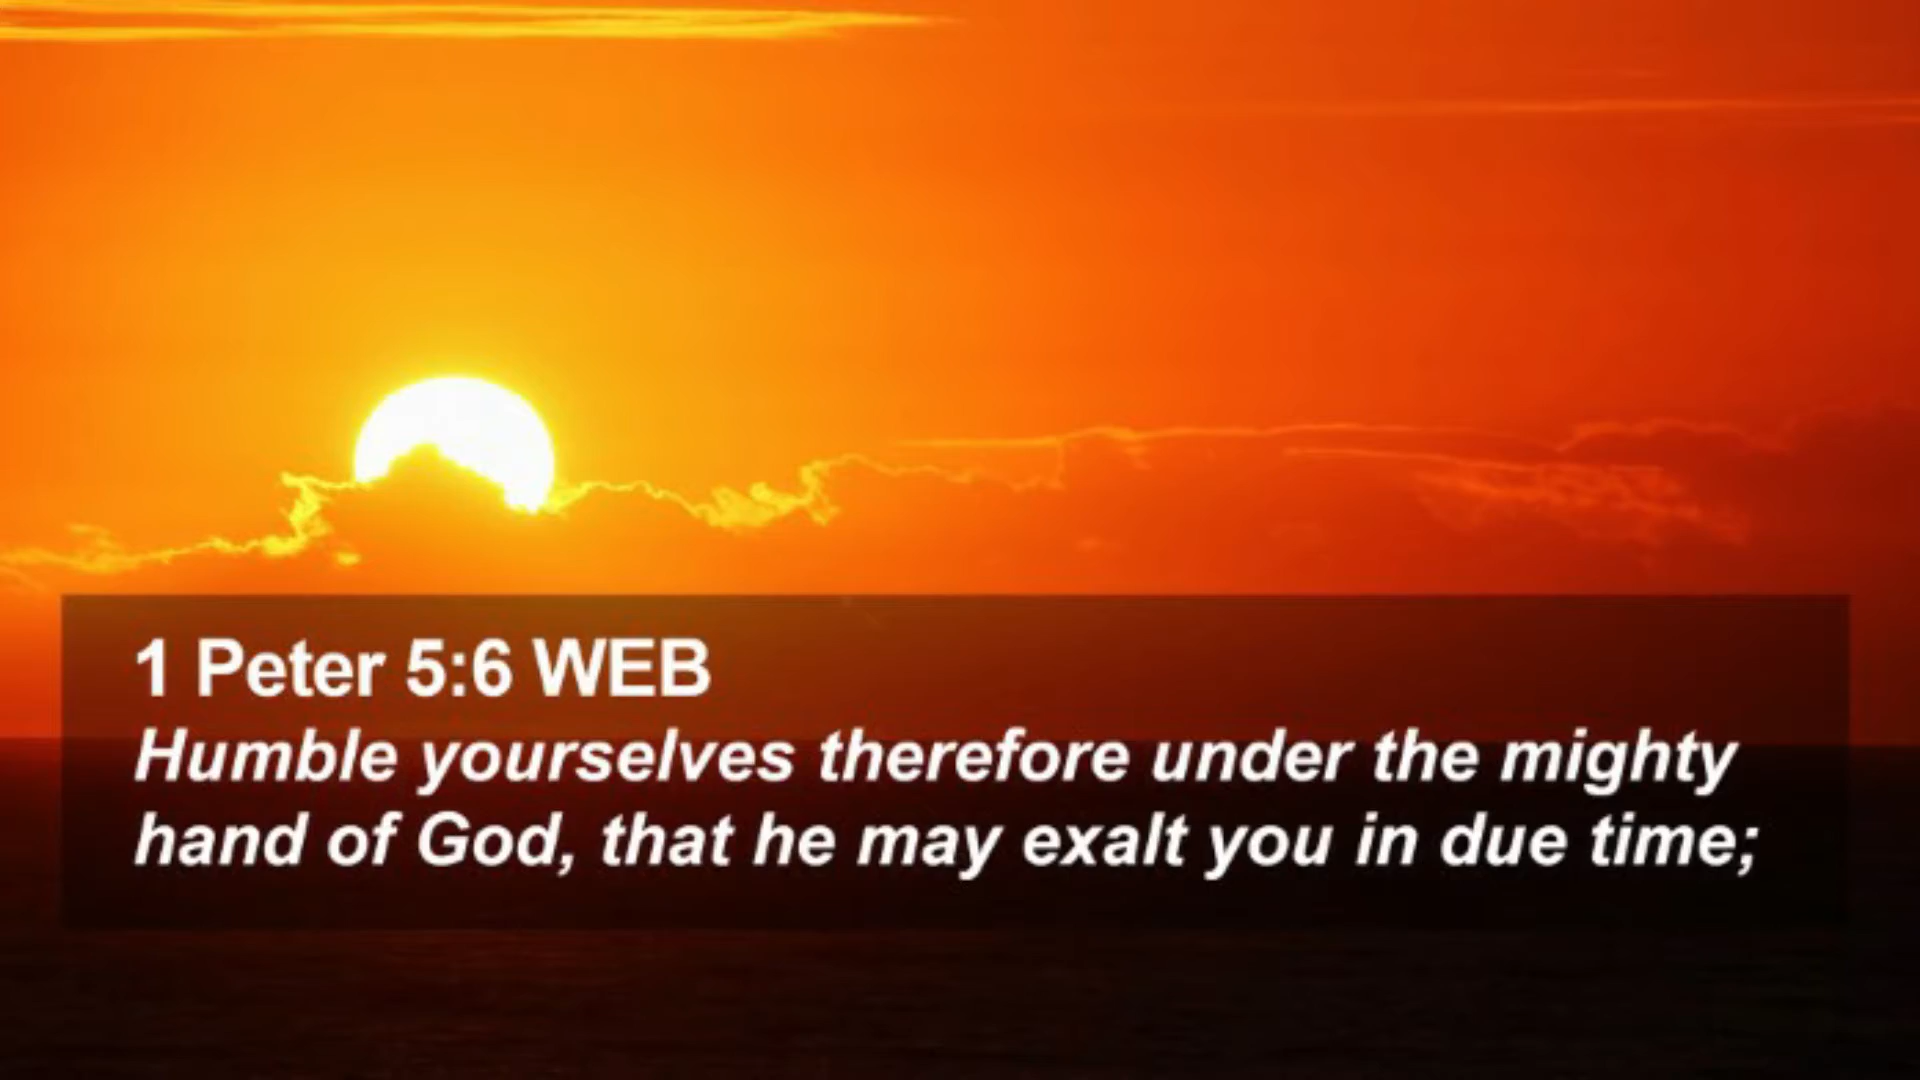 1 Peter 5:6 WEB
Humble yourselves therefore under the mighty
hand of God, that he may exalt you in due time;